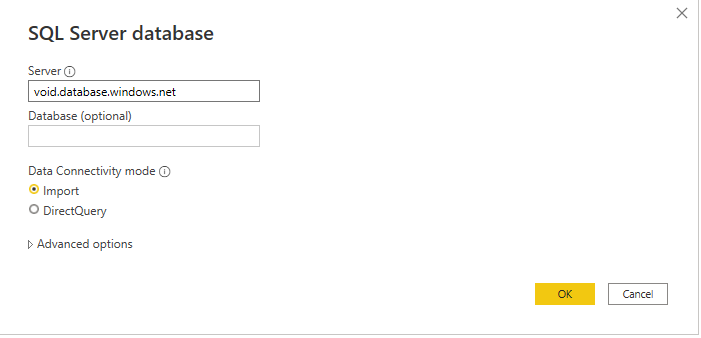 SQL Server database
Server
void.database.windows.net
Database (optional)
Data Connectivity mode
Import
DirectQuery
Advanced options
OK Cancel